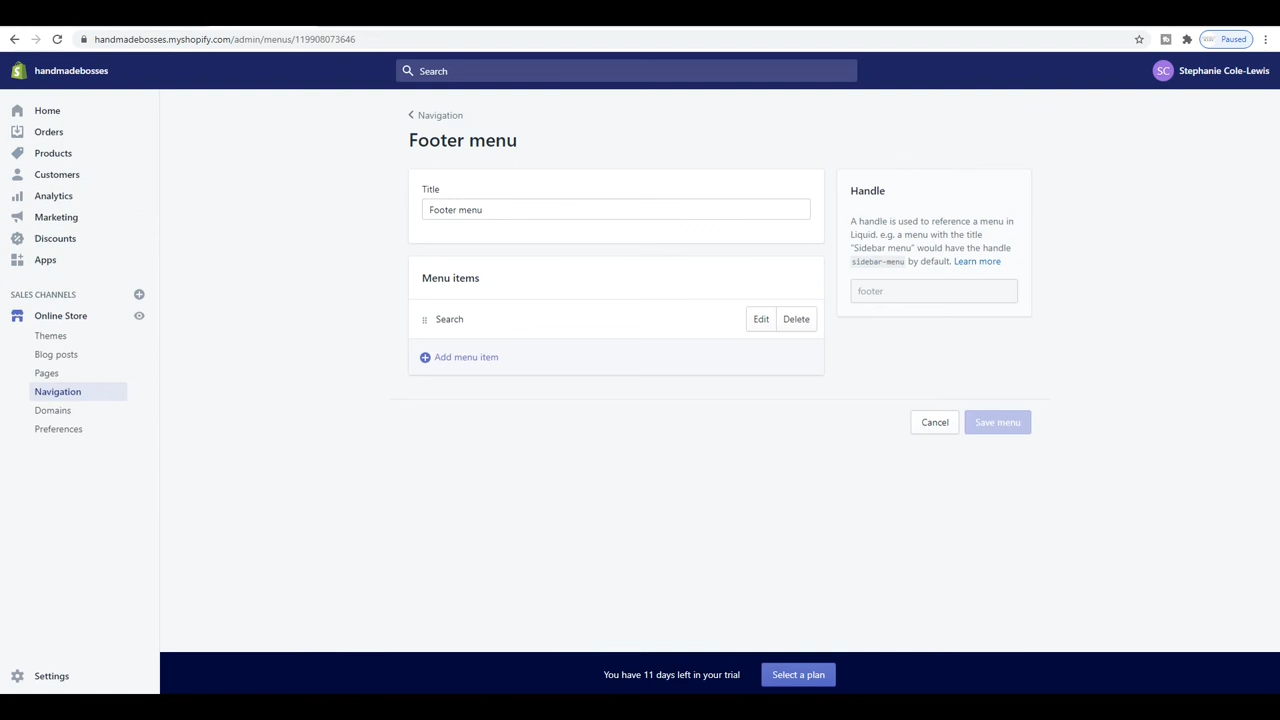 handmadebosses.myshopify.com/admin/menus/119908073646
Paused
handmadebosses
Search
SC
Stephanie Cole-Lewis
Home
Orders
Products
Customers
Analytics
Marketing
Discounts
Apps
SALES CHANNELS
Online Store
Themes
Blog posts
Pages
Navigation
Domains
Preferences
Settings
Navigation
Footer menu
Title
Footer menu
Menu items
Search
Edit
Delete
Add menu item
Handle
A handle is used to reference a menu in
Liquid. e.g. a menu with the title
"Sidebar menu" would have the handle
sidebar-menu by default. Learn more
footer
Cancel
Save menu
You have 11 days left in your trial
Select a plan